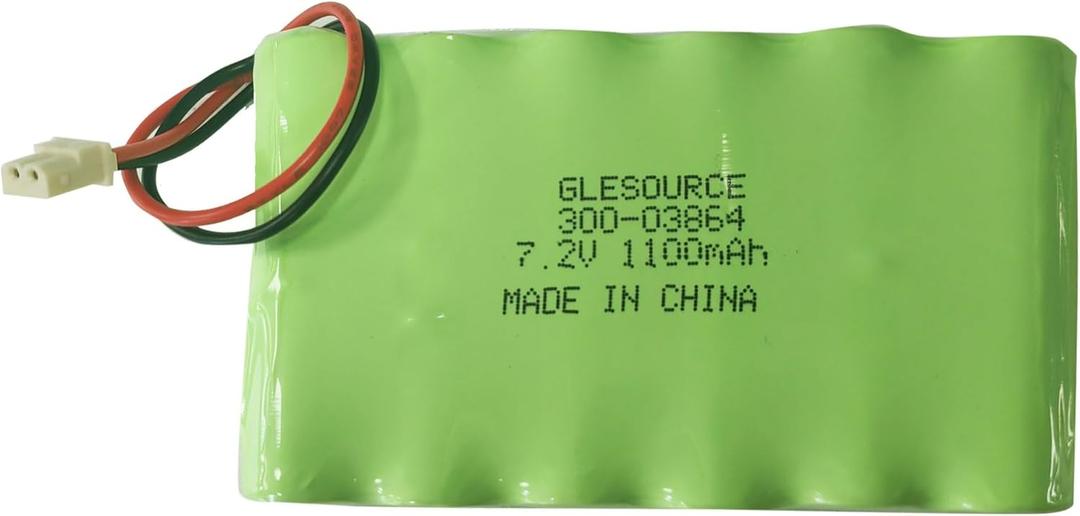 GLESOURCE
300-03864
7.2V 1100mAh
MADE IN CHINA